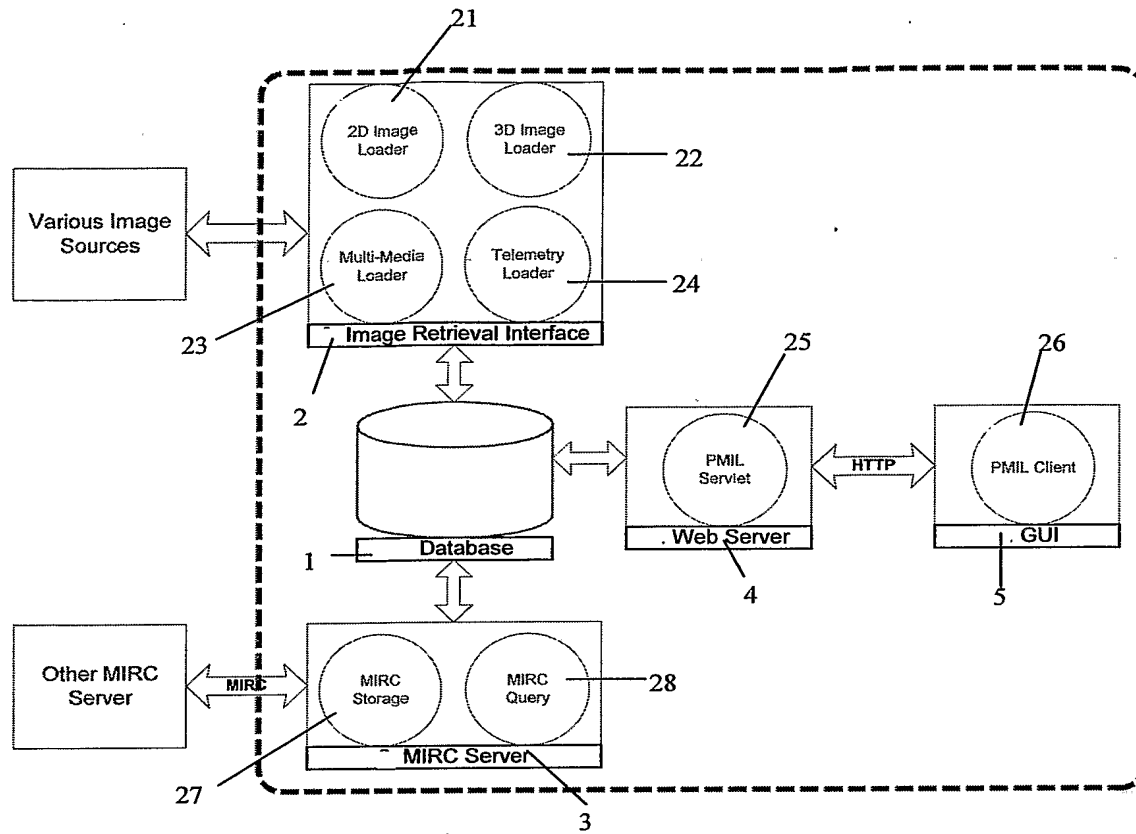 21
2D Image
Loader
3D Image
Loader
22
Various Image
Sources
Multi-Media
Loader
Telemetry
Loader
24
23
Image Retrieval Interface
2
25
26
PMIL
Servlet
HTTP
PMIL Client
Database
1
Web Server
GUI
4
5
Other MIRC
Server
MIRC
MIRC
Storage
MIRC
Query
28
MIRC Server
27
3